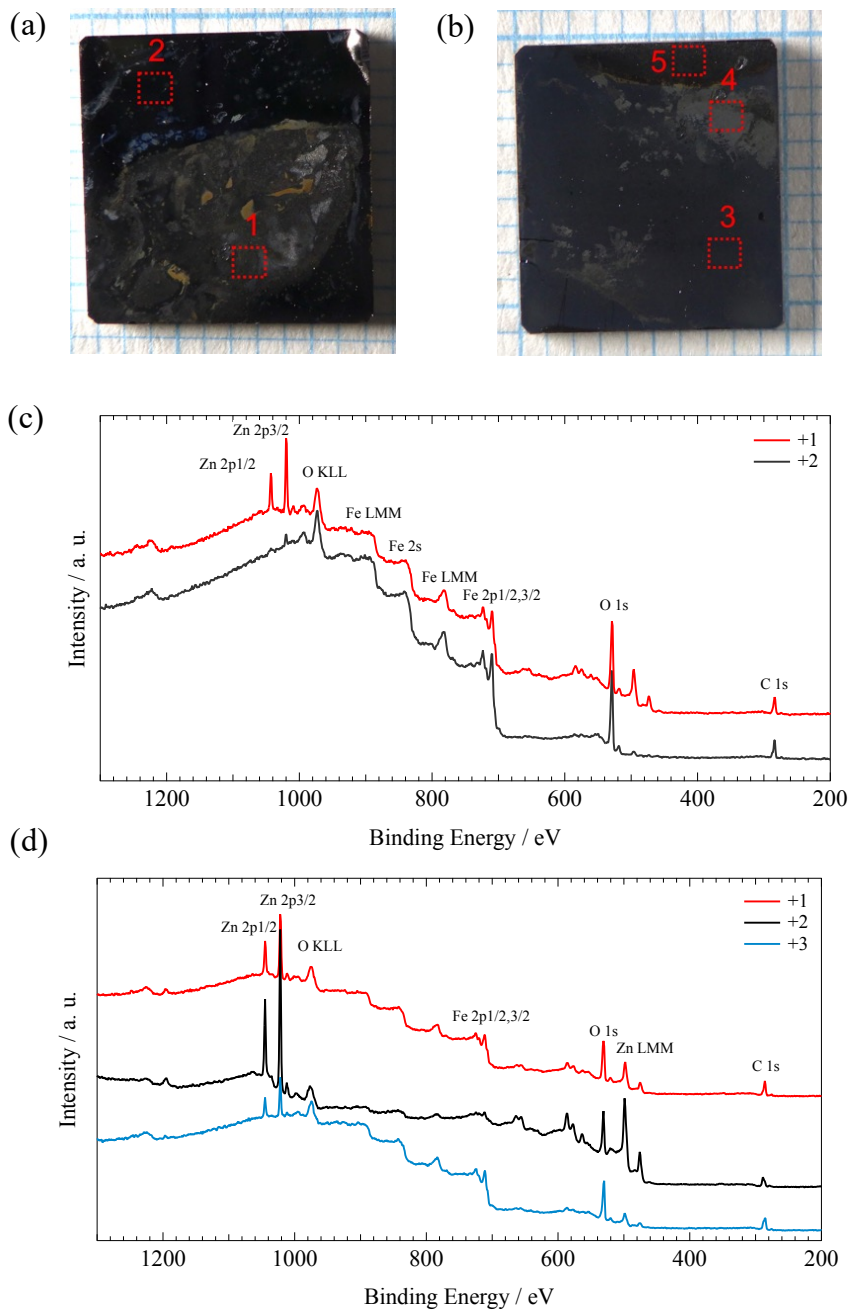 (a)
(b)
2
1
5
4
3
(c)
Zn 2p3/2
Zn 2p1/2
O KLL
Fe LMM
Fe 2s
Fe LMM
Fe 2p1/2,3/2
O 1s
C 1s
+1
+2
Intensity / a. u.
1200 1000 800 600 400 200
Binding Energy / eV
(d)
Zn 2p3/2
Zn 2p1/2
O KLL
Fe 2p1/2,3/2
O 1s
Zn LMM
C 1s
+1
+2
+3
Intensity / a. u.
1200 1000 800 600 400 200
Binding Energy / eV